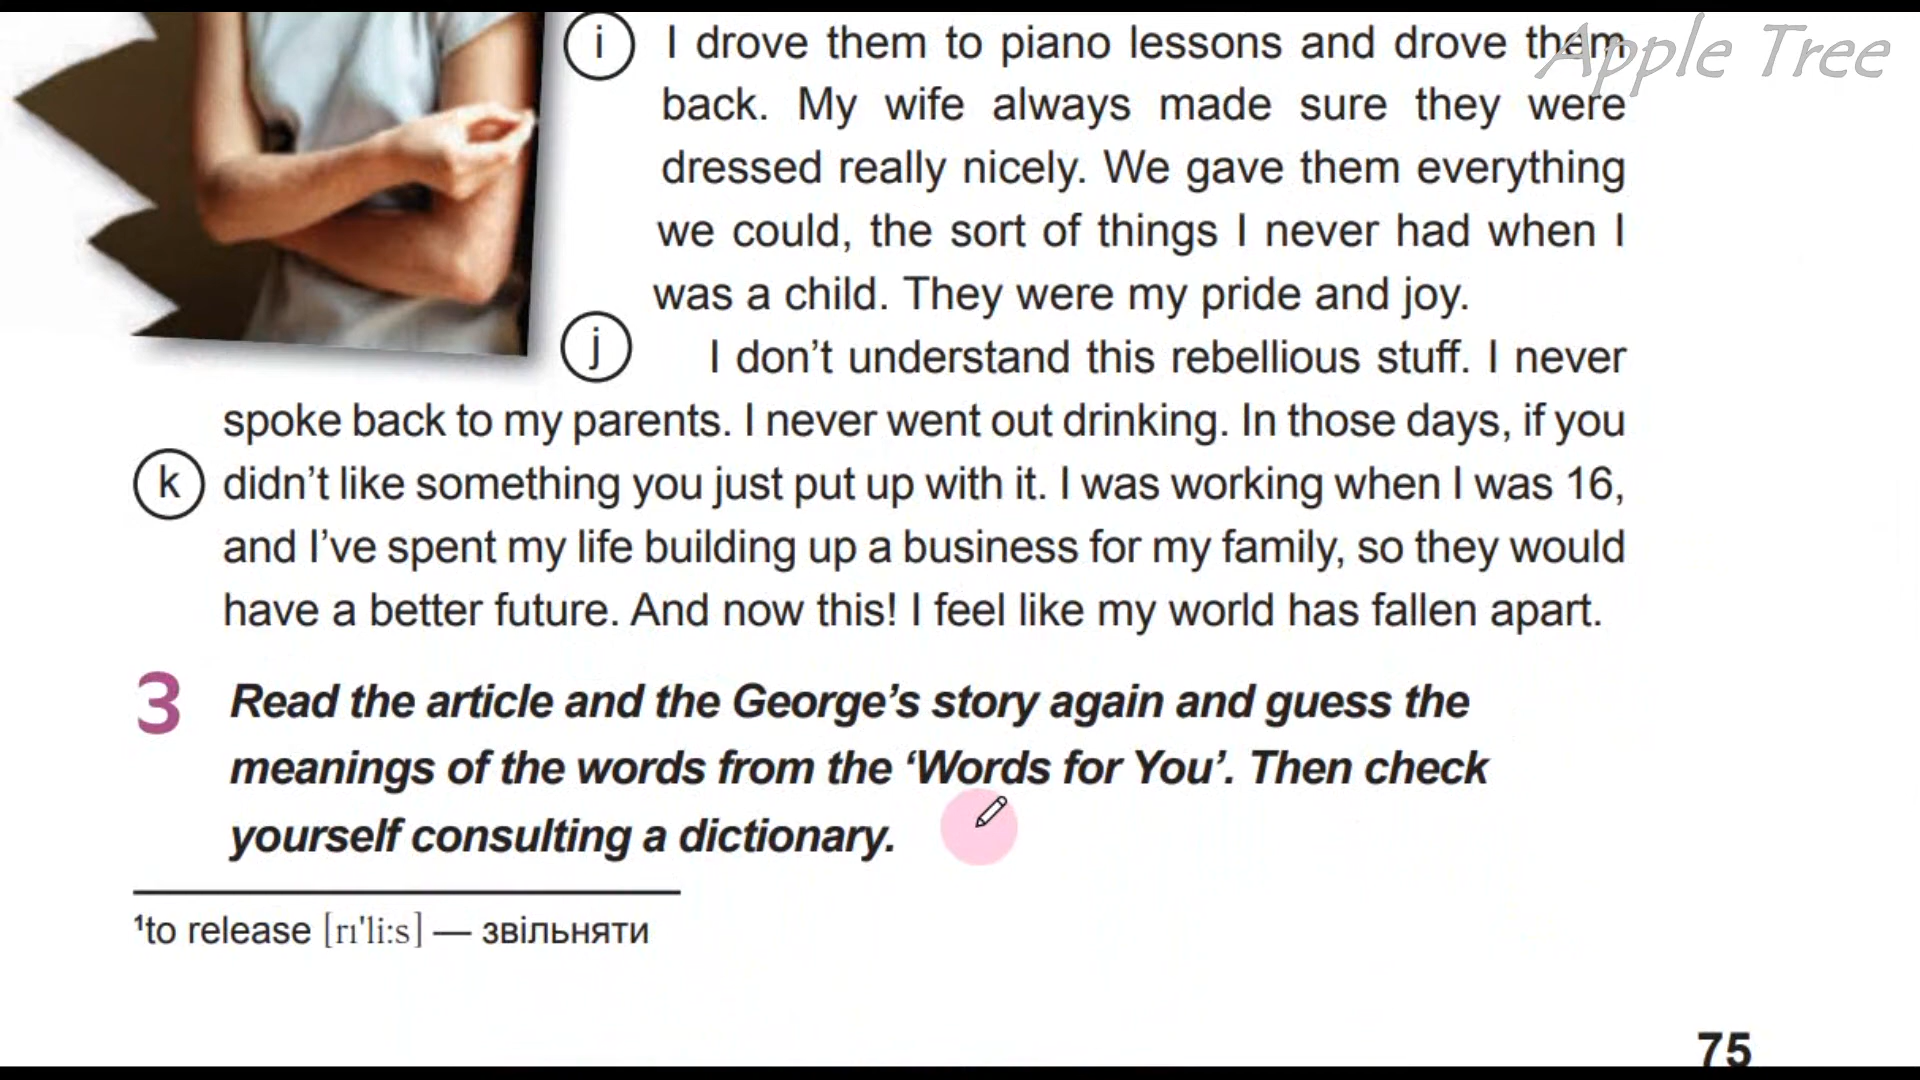 Apple Tree
i I drove them to piano lessons and drove them
back. My wife always made sure they were
dressed really nicely. We gave them everything
we could, the sort of things I never had when I
was a child. They were my pride and joy.
j I don’t understand this rebellious stuff. I never
spoke back to my parents. I never went out drinking. In those days, if you
k didn’t like something you just put up with it. I was working when I was 16,
and I’ve spent my life building up a business for my family, so they would
have a better future. And now this! I feel like my world has fallen apart.
3 Read the article and the George’s story again and guess the
meanings of the words from the ‘Words for You’. Then check
yourself consulting a dictionary.
¹to release [rɪ'li:s] — звільняти
75